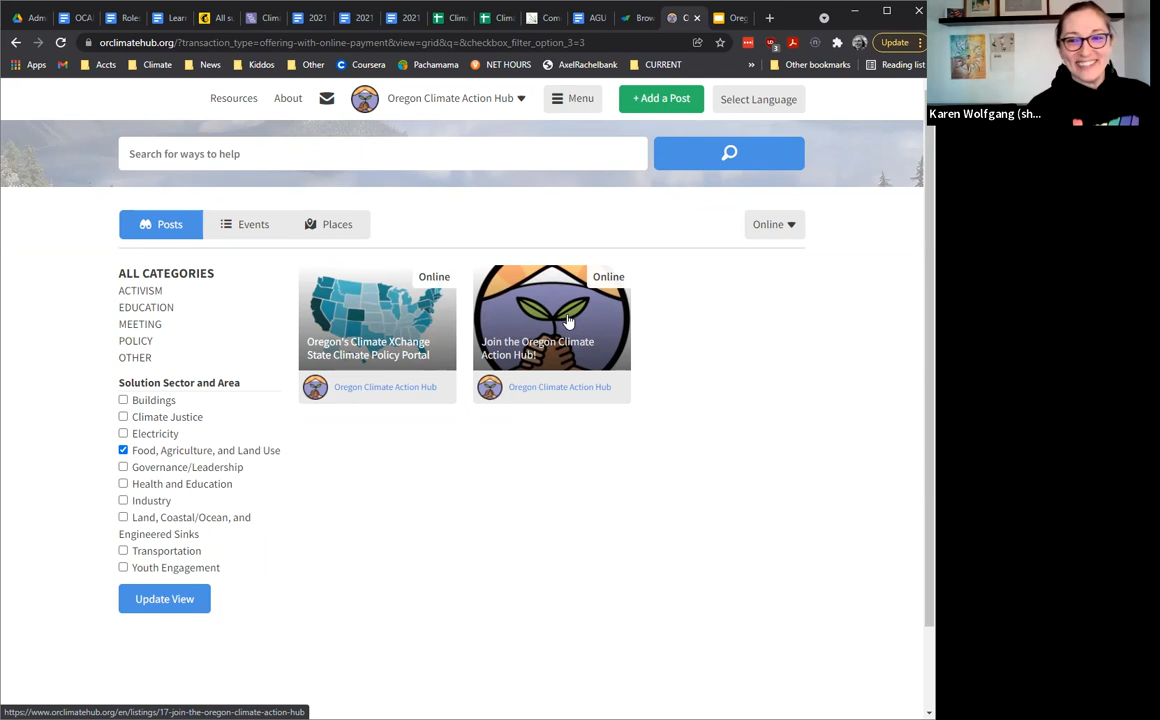 Adm
OCA
Roles
Lear
All su
Clim
2021
2021
2021
Clima
Clim
Com
AGU
Brow
C
Ore
orclimatehub.org/?transaction_type=offering-with-online-payment&view=grid&q=&checkbox_filter_option_3=3
Update
Apps
Accts
Climate
News
Kiddos
Other
Coursera
Pachamama
NET HOURS
AxelRachelbank
CURRENT
»
Other bookmarks
Reading list
Karen Wolfgang (sh...
Resources
About
Oregon Climate Action Hub
Menu
+ Add a Post
Select Language
Search for ways to help
Posts
Events
Places
Online
ALL CATEGORIES
ACTIVISM
EDUCATION
MEETING
POLICY
OTHER
Solution Sector and Area
Buildings
Climate Justice
Electricity
Food, Agriculture, and Land Use
Governance/Leadership
Health and Education
Industry
Land, Coastal/Ocean, and
Engineered Sinks
Transportation
Youth Engagement
Update View
Online
Oregon's Climate XChange
State Climate Policy Portal
Oregon Climate Action Hub
Online
Join the Oregon Climate
Action Hub!
Oregon Climate Action Hub
https://www.orclimatehub.org/en/listings/17-join-the-oregon-climate-action-hub